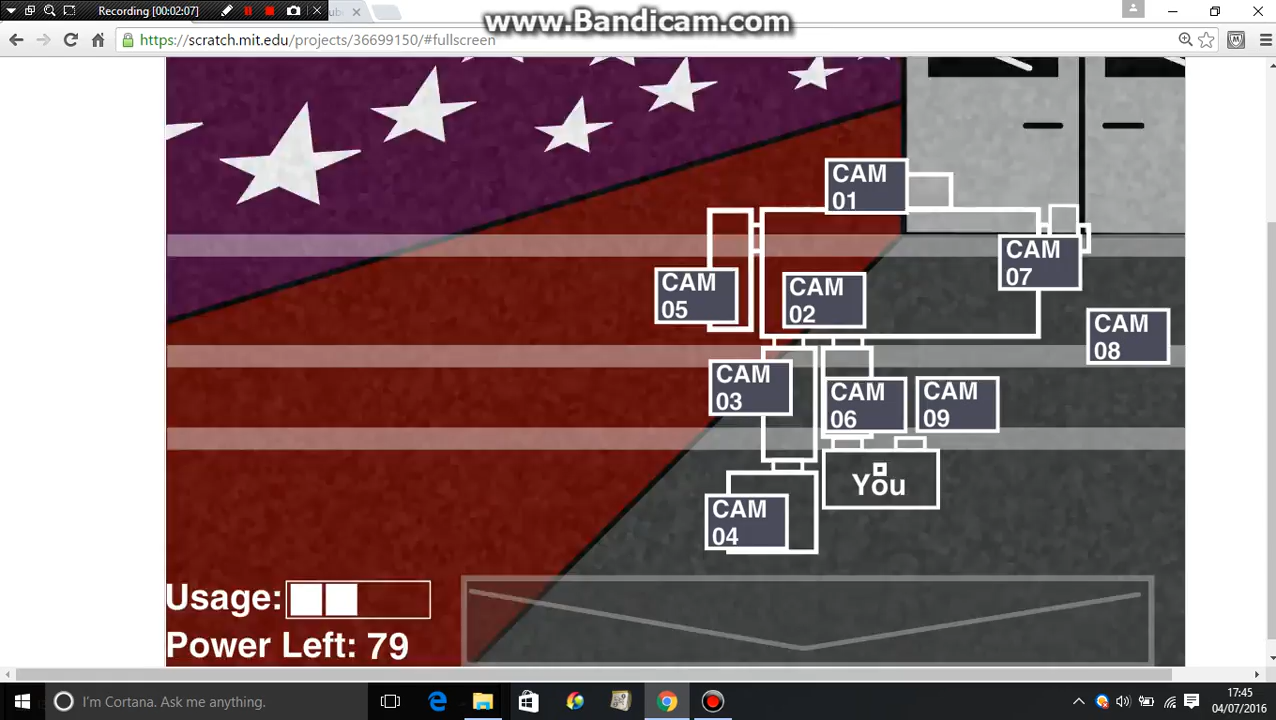 Recording [00:02:07]
www.Bandicam.com
https://scratch.mit.edu/projects/36699150/#fullscreen
CAM
01
CAM
07
CAM
05
CAM
02
CAM
08
CAM
03
CAM
06
CAM
09
You
CAM
04
Usage:
Power Left: 79
I'm Cortana. Ask me anything.
17:45
04/07/2016